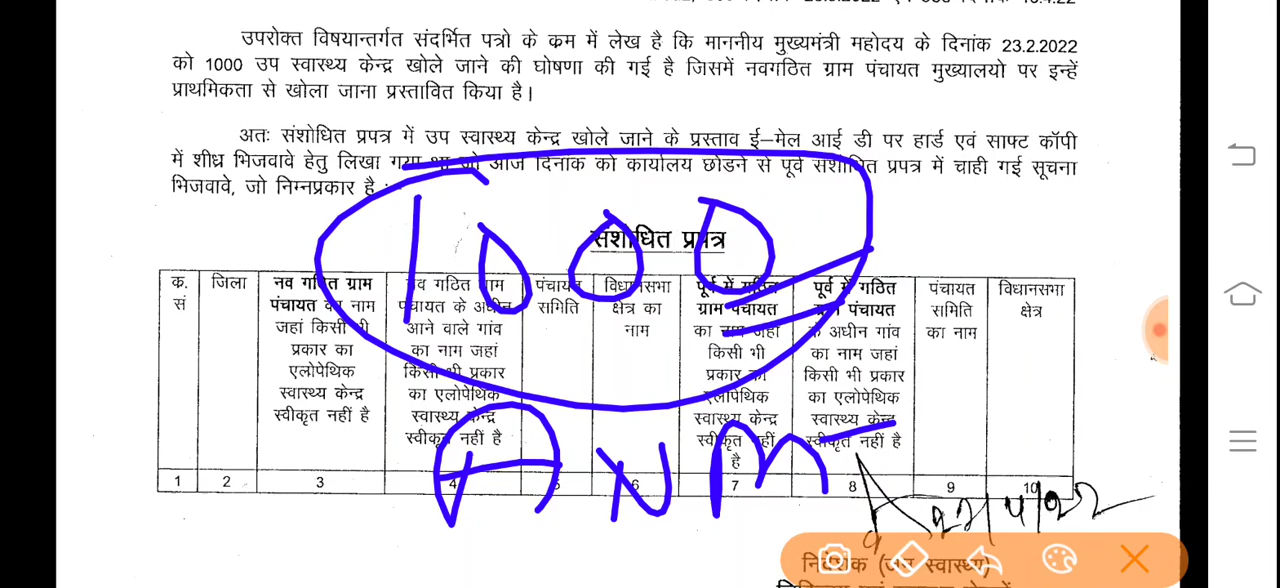 उपरोक्त विषयान्तर्गत संदर्भित पत्रो के क्रम में लेख है कि माननीय मुख्यमंत्री महोदय के दिनांक 23.2.2022
को 1000 उप स्वास्थ्य केन्द्र खोले जाने की घोषणा की गई है जिसमें नवगठित ग्राम पंचायत मुख्यालयो पर इन्हें
प्राथमिकता से खोला जाना प्रस्तावित किया है।
अतः संशोधित प्रपत्र में उप स्वास्थ्य केन्द्र खोले जाने के प्रस्ताव ई–मेल आई डी पर हार्ड एवं साफ्ट कॉपी
में शीध्र भिजवावे हेतु लिखा गया था जो आज दिनांक को कार्यालय छोडने से पूर्व संशोधित प्रपत्र में चाही गई सूचना
भिजवावे, जो निम्नप्रकार है :-
1000
संशोधित प्रपत्र
क. सं
जिला
नव गठित ग्राम
पंचायत का नाम
जहां किसी भी
प्रकार का
एलोपेथिक
स्वास्थ्य केन्द्र
स्वीकृत नहीं है
नव गठित ग्राम
पंचायत के अधीन
आने वाले गांव
का नाम जहां
किसी भी प्रकार
का एलोपेथिक
स्वास्थ्य केन्द्र
स्वीकृत नहीं है
पंचायत
समिति
विधानसभा
क्षेत्र का
नाम
पूर्व में गठित
ग्राम पंचायत
का नाम जहां
किसी भी
प्रकार का
एलोपेथिक
स्वास्थ्य केन्द्र
स्वीकृत नहीं
है
पूर्व में गठित
ग्राम पंचायत
के अधीन गांव
का नाम जहां
किसी भी प्रकार
का एलोपेथिक
स्वास्थ्य केन्द्र
स्वीकृत नहीं है
पंचायत
समिति
का नाम
विधानसभा
क्षेत्र
1 2 3 4 5 6 7 8 9 10
ANM
निदेशक (जन स्वास्थ्य)